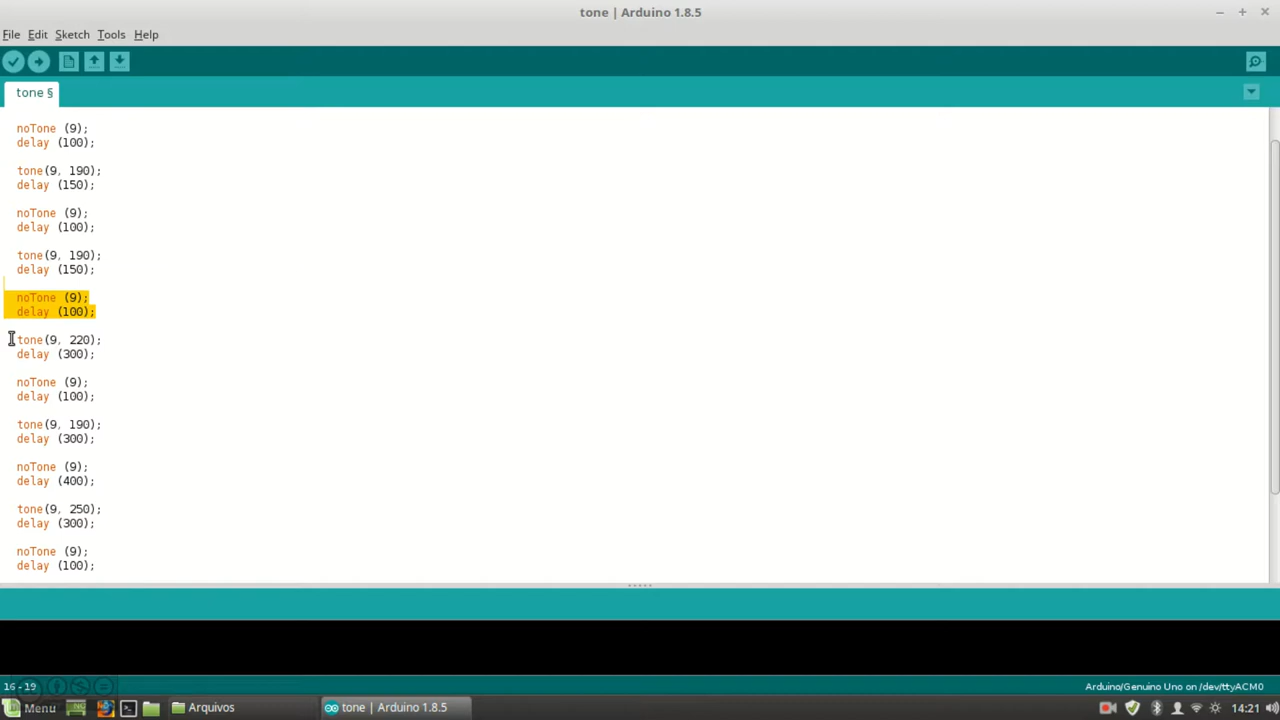 tone | Arduino 1.8.5
File Edit Sketch Tools Help
tone §
noTone (9);
delay (100);
tone(9, 190);
delay (150);
noTone (9);
delay (100);
tone(9, 190);
delay (150);
noTone (9);
delay (100);
tone(9, 220);
delay (300);
noTone (9);
delay (100);
tone(9, 190);
delay (300);
noTone (9);
delay (400);
tone(9, 250);
delay (300);
noTone (9);
delay (100);
16 - 19
Arduino/Genuino Uno on /dev/ttyACM0
Menu Arquivos tone | Arduino 1.8.5 14:21